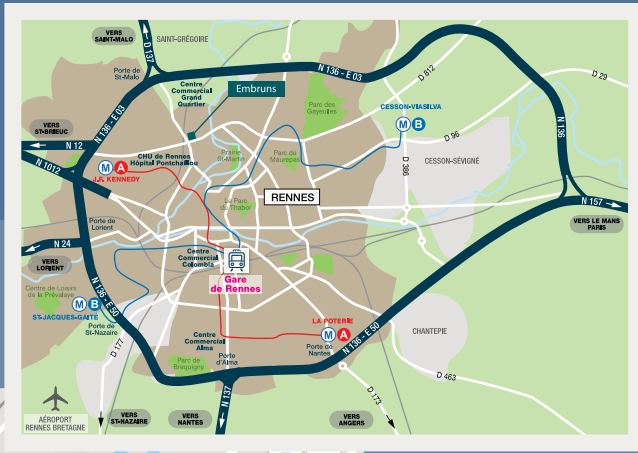 VERS
SAINT-MALO
D 137
SAINT-GRÉGOIRE
Porte de
St-Malo
N 136 - E 03
N 136 - E 03
Centre
Commercial
Grand
Quartier
Embruns
Parc des
Gayeulles
D 812
D 29
CESSON-VIASILVA
M B
D 96
N 136
VERS
ST-BRIEUC
N 12
N 1012
M A
J.F. KENNEDY
CHU de Rennes
Hôpital Pontchaillou
Prairie
St-Martin
Parc de
Maurepas
CESSON-SÉVIGNÉ
D 386
RENNES
Le Parc
du Thabor
N 157
VERS LE MANS
PARIS
Porte de
Lorient
N 24
VERS
LORIENT
Centre
Commercial
Colombia
Gare
de Rennes
Centre de Loisirs
de la Prévalaye
M B
ST-JACQUES-GAITÉ
Porte de
St-Nazaire
N 136 - E 50
D 177
LA POTERIE
M A
Porte de
Nantes
N 136 - E 50
CHANTEPIE
Centre
Commercial
Alma
Porte
d'Alma
Parc de
Bréquigny
D 463
N 137
D 173
AÉROPORT
RENNES BRETAGNE
VERS
ST-NAZAIRE
VERS
NANTES
VERS
ANGERS